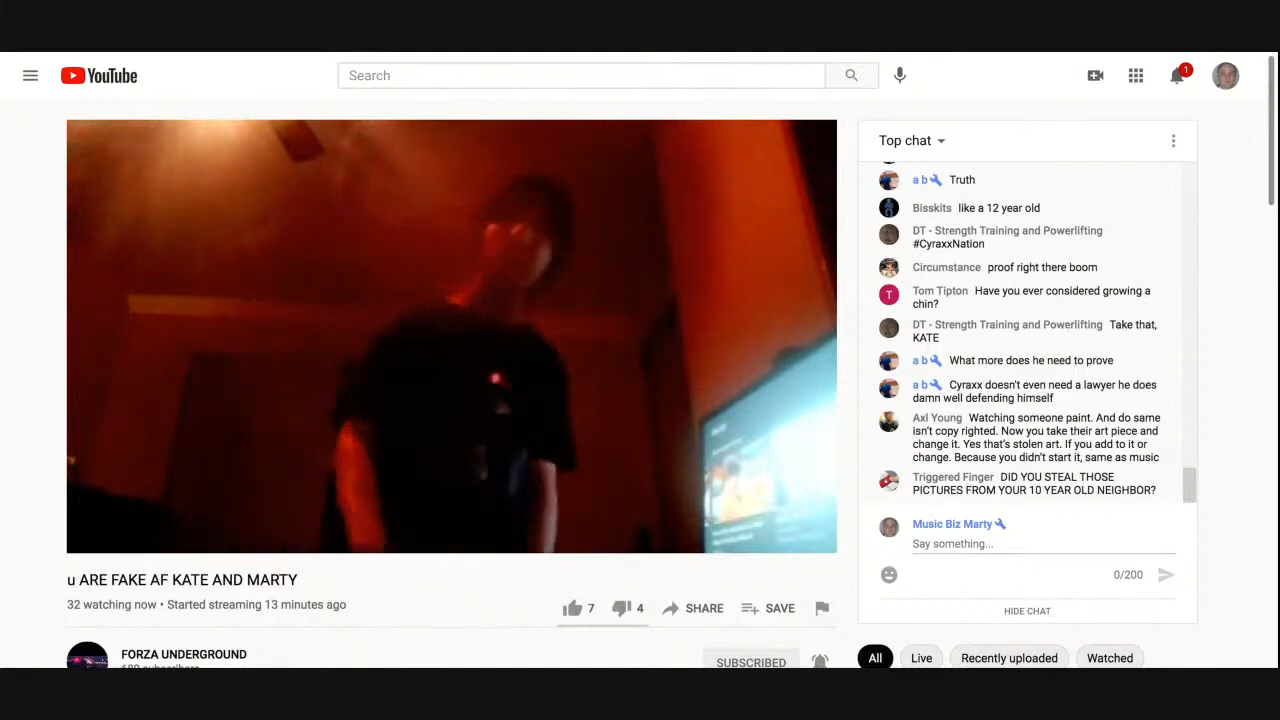 YouTube
Search
1
Top chat
a b Truth
Bisskits like a 12 year old
DT - Strength Training and Powerlifting
#CyraxxNation
Circumstance proof right there boom
T Tom Tipton Have you ever considered growing a
chin?
DT - Strength Training and Powerlifting Take that,
KATE
a b What more does he need to prove
a b Cyraxx doesn't even need a lawyer he does
damn well defending himself
Axl Young Watching someone paint. And do same
isn't copy righted. Now you take their art piece and
change it. Yes that's stolen art. If you add to it or
change. Because you didn't start it, same as music
Triggered Finger DID YOU STEAL THOSE
PICTURES FROM YOUR 10 YEAR OLD NEIGHBOR?
Music Biz Marty
Say something...
0/200
HIDE CHAT
u ARE FAKE AF KATE AND MARTY
32 watching now • Started streaming 13 minutes ago
7 4 SHARE SAVE
FORZA UNDERGROUND
SUBSCRIBED
All Live Recently uploaded Watched